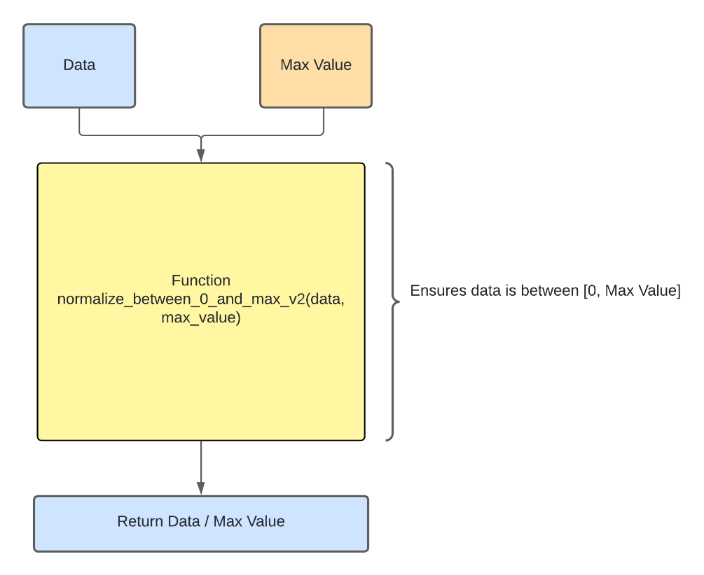 Data
Max Value
Function
normalize_between_0_and_max_v2(data,
max_value)
Ensures data is between [0, Max Value]
Return Data / Max Value